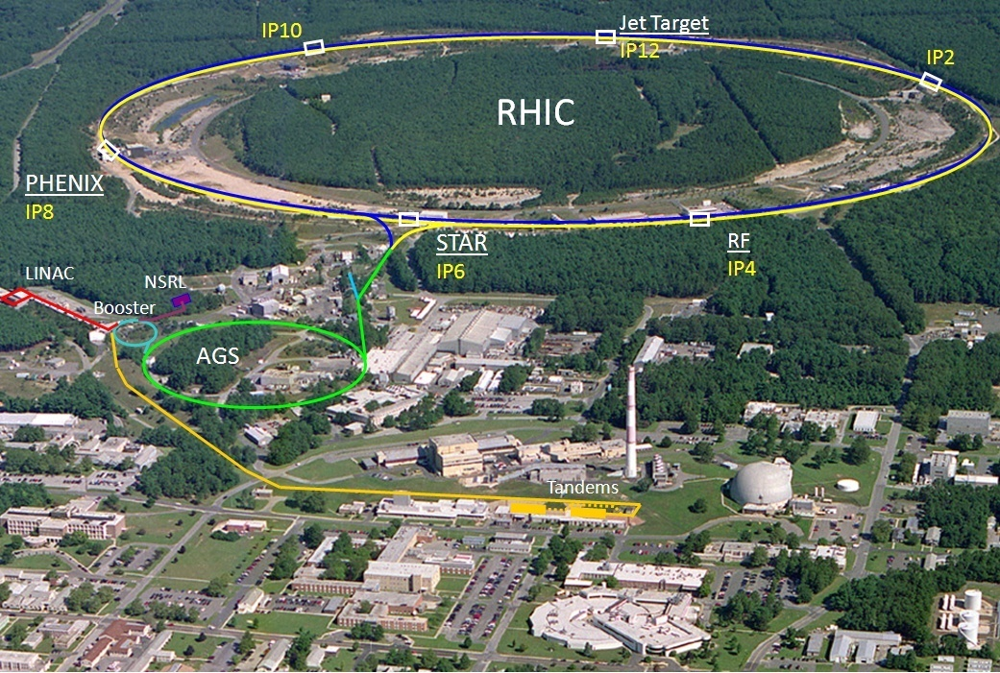 IP10
Jet Target
IP12
IP2
RHIC
PHENIX
IP8
STAR
IP6
RF
IP4
LINAC
NSRL
Booster
AGS
Tandems